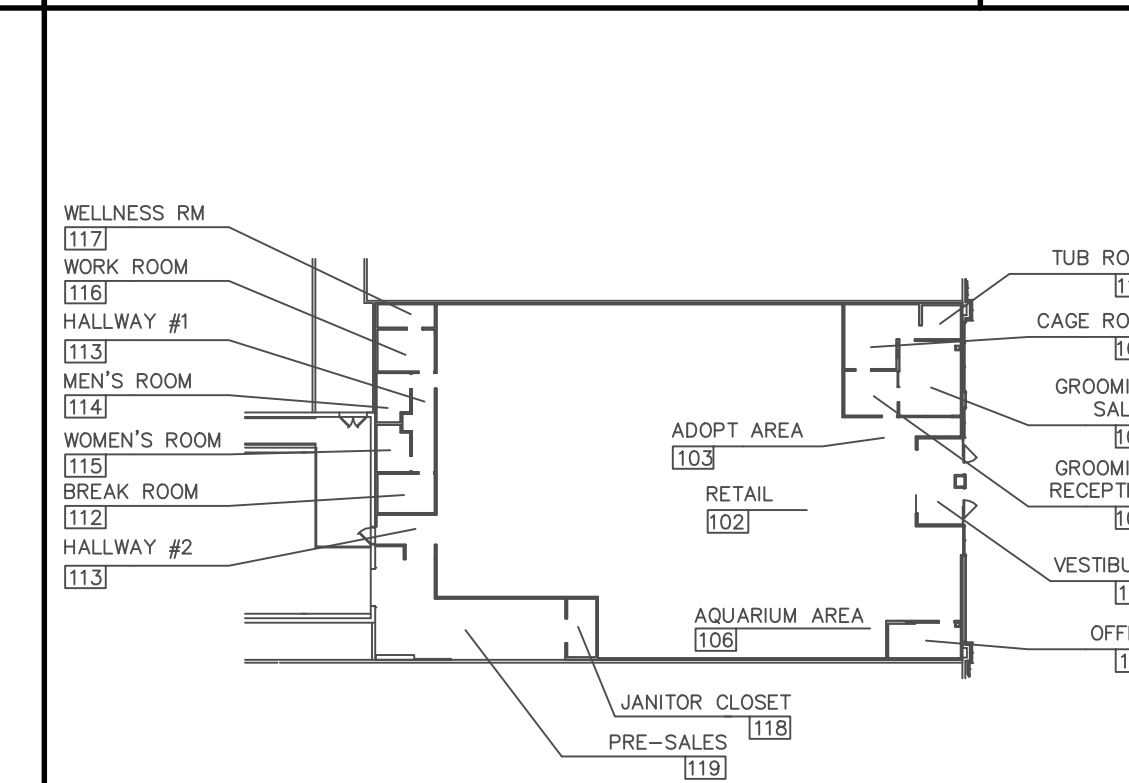 WELLNESS RM
117
WORK ROOM
116
HALLWAY #1
113
MEN'S ROOM
114
WOMEN'S ROOM
115
BREAK ROOM
112
HALLWAY #2
113
ADOPT AREA
103
RETAIL
102
AQUARIUM AREA
106
JANITOR CLOSET
118
PRE-SALES
119
TUB RO
CAGE RO
GROOMI
SAL
GROOMI
RECEPT
VESTIBU
OFF